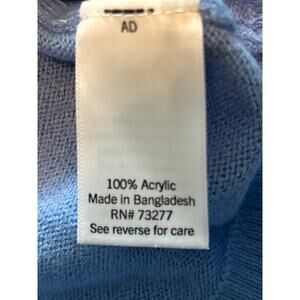 AD
100% Acrylic
Made in Bangladesh
RN# 73277
See reverse for care